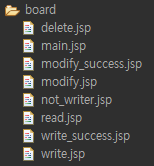 board
delete.jsp
main.jsp
modify_success.jsp
modify.jsp
not_writer.jsp
read.jsp
write_success.jsp
write.jsp